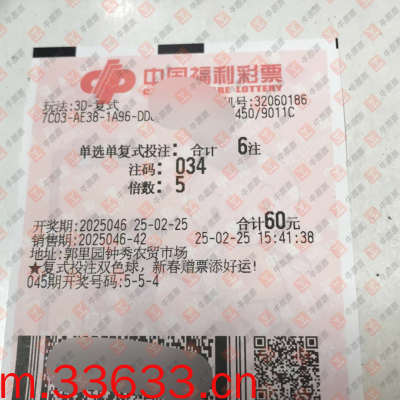 中国福利彩票
玩法:3D-复式 机号:32060186
7C03-AE38-1A96-DD 450/9011C
单选单复式投注: 合计 6注
注码: 034
倍数: 5
开奖期:2025046 25-02-25 合计60元
销售期:2025046-42 25-02-25 15:41:38
地址:郭里园钟秀农贸市场
★复式投注双色球,新春赠票添好运!
045期开奖号码:5-5-4
m.33633.cn